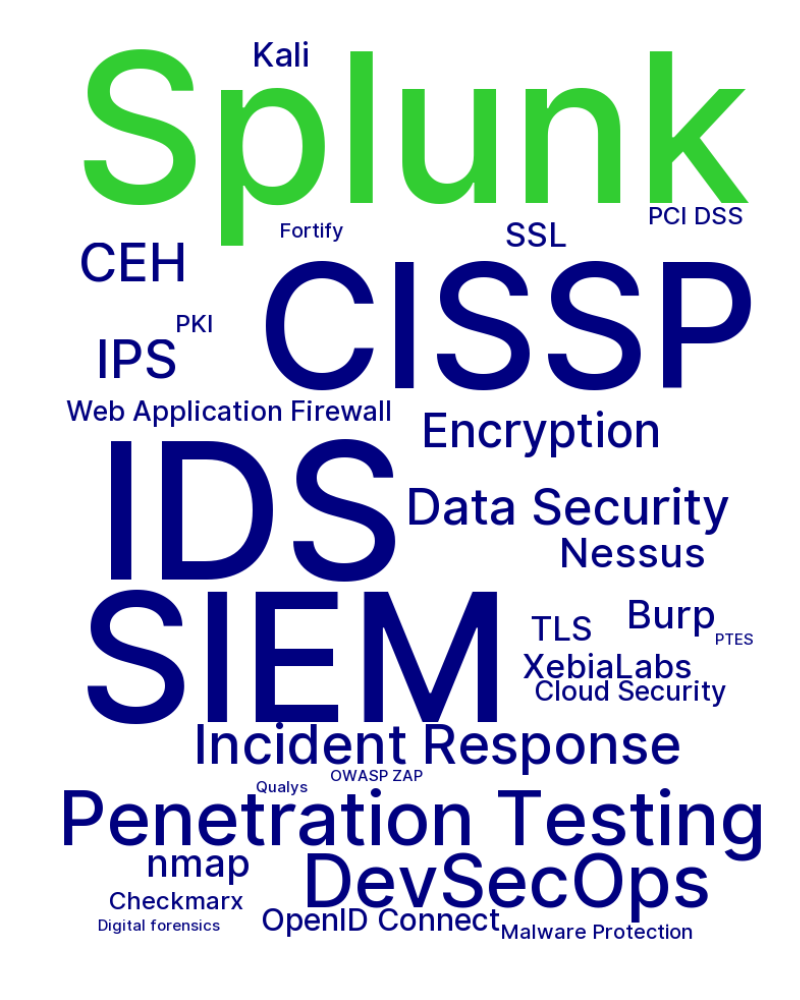 Kali
Splunk
PCI DSS
Fortify
SSL
CEH
CISSP
PKI
IPS
Web Application Firewall
Encryption
IDS
Data Security
Nessus
SIEM
Burp
TLS
PTES
XebiaLabs
Cloud Security
Incident Response
OWASP ZAP
Qualys
Penetration Testing
nmap
DevSecOps
Checkmarx
OpenID Connect
Digital forensics
Malware Protection